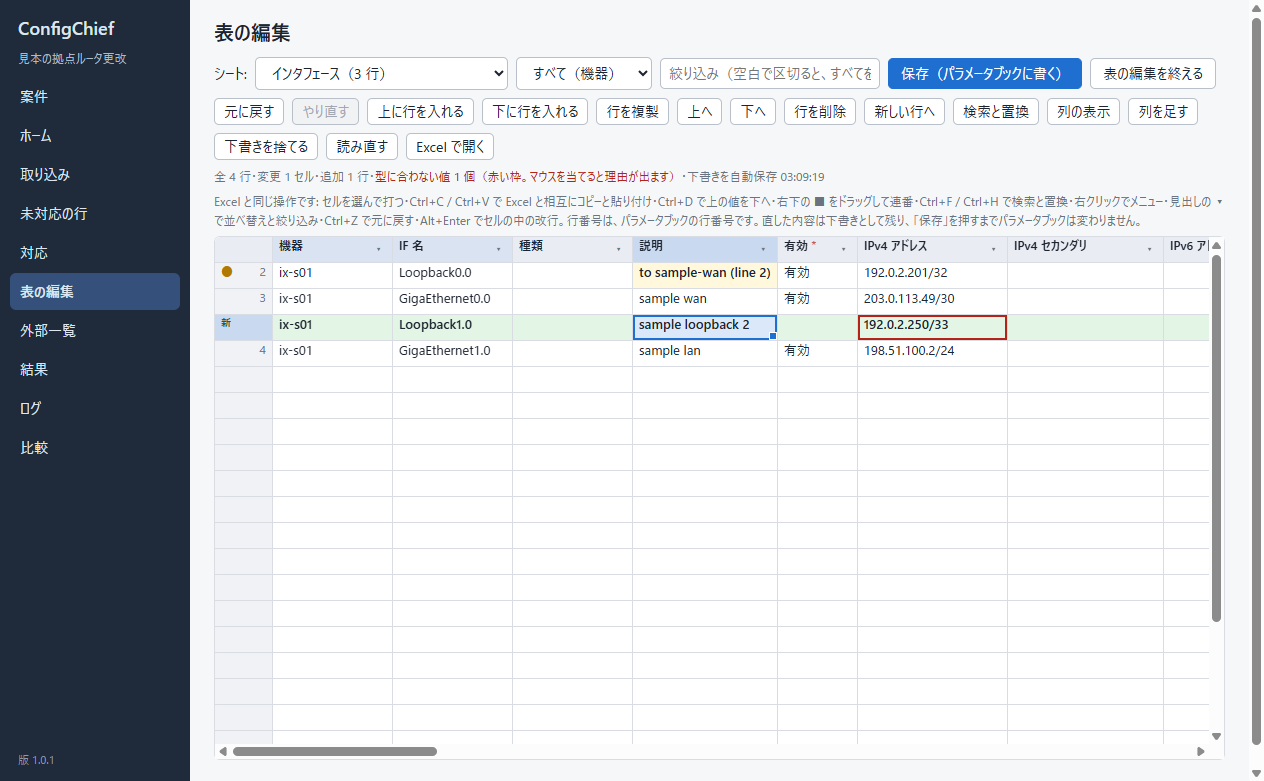 ConfigChief
見本の拠点ルータ更改
案件
ホーム
取り込み
未対応の行
対応
表の編集
外部一覧
結果
ログ
比較
版 1.0.1
表の編集
シート: インタフェース（3 行） すべて（機器） 絞り込み（空白で区切ると、すべてを 保存（パラメータブックに書く） 表の編集を終える
元に戻す やり直す 上に行を入れる 下に行を入れる 行を複製 上へ 下へ 行を削除 新しい行へ 検索と置換 列の表示 列を足す
下書きを捨てる 読み直す Excel で開く
全 4 行・変更 1 セル・追加 1 行・型に合わない値 1 個（赤い枠。マウスを当てると理由が出ます）・下書きを自動保存 03:09:19
Excel と同じ操作です: セルを選んで打つ・Ctrl+C / Ctrl+V で Excel と相互にコピーと貼り付け・Ctrl+D で上の値を下へ・右下の ■ をドラッグして連番・Ctrl+F / Ctrl+H で検索と置換・右クリックでメニュー・見出しの ▾
で並べ替えと絞り込み・Ctrl+Z で元に戻す・Alt+Enter でセルの中の改行。行番号は、パラメータブックの行番号です。直した内容は下書きとして残り、「保存」を押すまでパラメータブックは変わりません。
機器 IF 名 種類 説明 有効 * IPv4 アドレス IPv4 セカンダリ IPv6 アド
2 ix-s01 Loopback0.0 to sample-wan (line 2) 有効 192.0.2.201/32
3 ix-s01 GigaEthernet0.0 sample wan 有効 203.0.113.49/30
新 ix-s01 Loopback1.0 sample loopback 2 192.0.2.250/33
4 ix-s01 GigaEthernet1.0 sample lan 有効 198.51.100.2/24